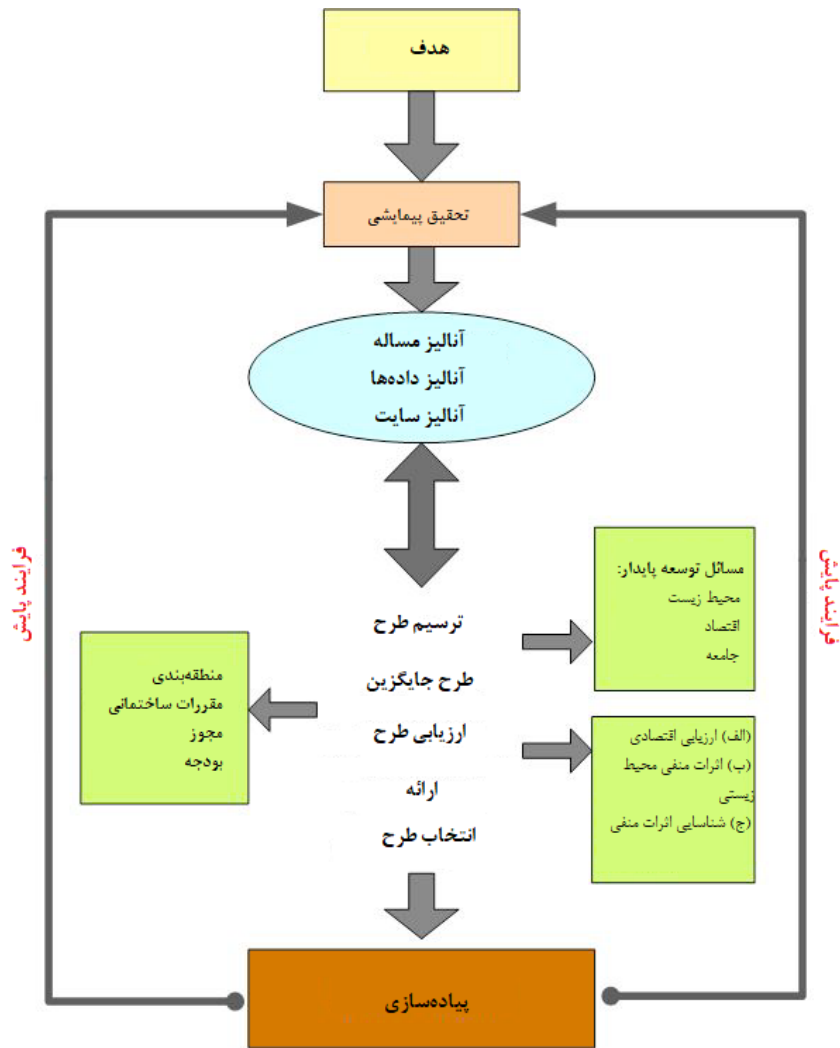 هدف
تحقیق پیمایشی
آنالیز مساله
آنالیز داده‌ها
آنالیز سایت
فرایند پایش
فرایند پایش
مسائل توسعه پایدار:
محیط زیست
اقتصاد
جامعه
ترسیم طرح
طرح جایگزین
ارزیابی طرح
ارائه
انتخاب طرح
منطقه‌بندی
مقررات ساختمانی
مجوز
بودجه
(الف) ارزیابی اقتصادی
(ب) اثرات منفی محیط
زیستی
(ج) شناسایی اثرات منفی
پیاده‌سازی